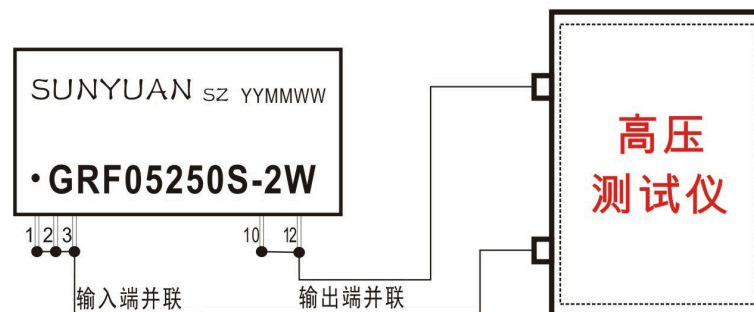 SUNYUAN SZ YYMMWW
·GRF05250S-2W
1 2 3 10 12
输入端并联 输出端并联
高压
测试仪